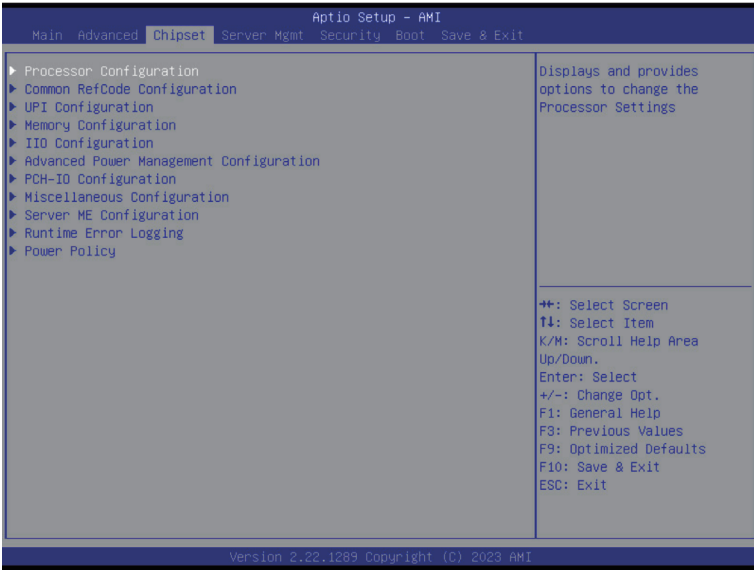 Aptio Setup – AMI
Main Advanced Chipset Server Mgmt Security Boot Save & Exit
Processor Configuration
Common RefCode Configuration
UPI Configuration
Memory Configuration
IIO Configuration
Advanced Power Management Configuration
PCH-IO Configuration
Miscellaneous Configuration
Server ME Configuration
Runtime Error Logging
Power Policy
Displays and provides
options to change the
Processor Settings
→←: Select Screen
↑↓: Select Item
K/M: Scroll Help Area
Up/Down.
Enter: Select
+/-: Change Opt.
F1: General Help
F3: Previous Values
F9: Optimized Defaults
F10: Save & Exit
ESC: Exit
Version 2.22.1289 Copyright (C) 2023 AMI